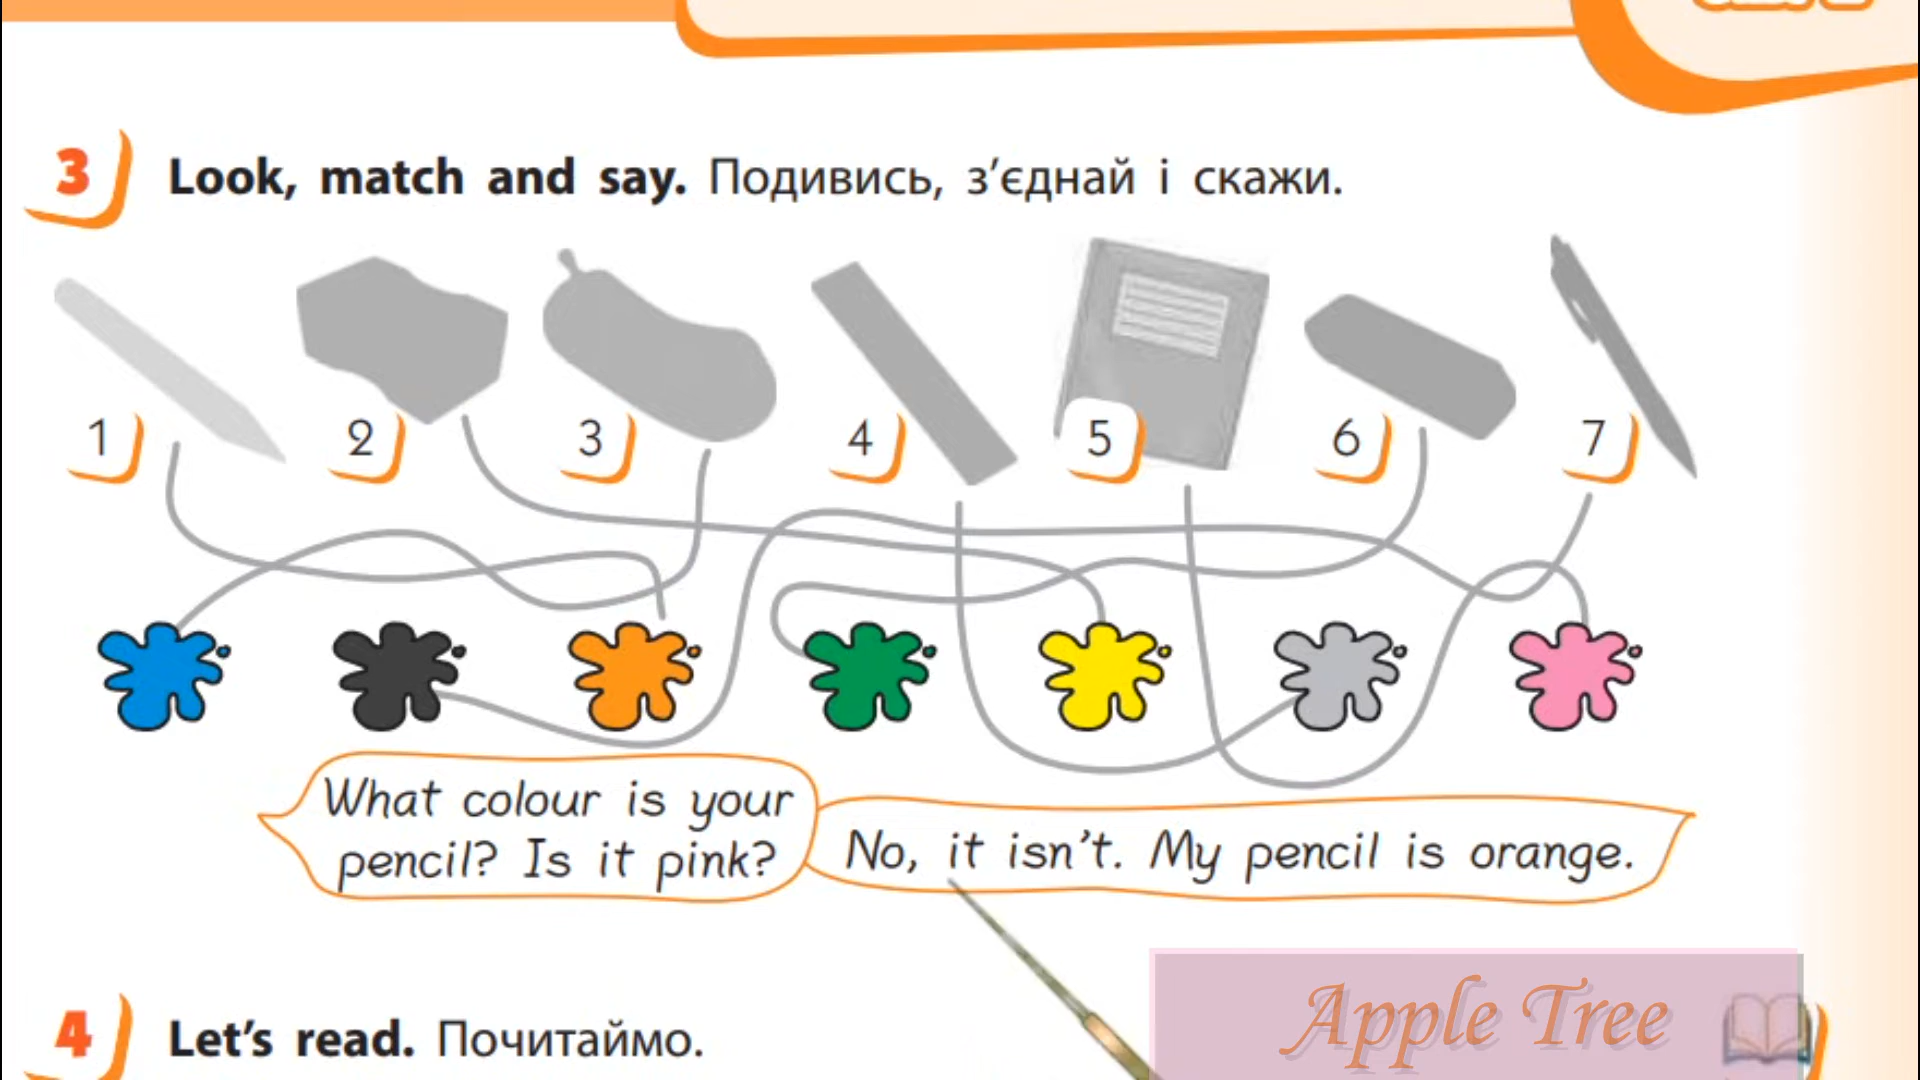 3 Look, match and say. Подивись, з’єднай і скажи.
1 2 3 4 5 6 7
What colour is your
pencil? Is it pink?
No, it isn’t. My pencil is orange.
4 Let’s read. Почитаймо.
Apple Tree